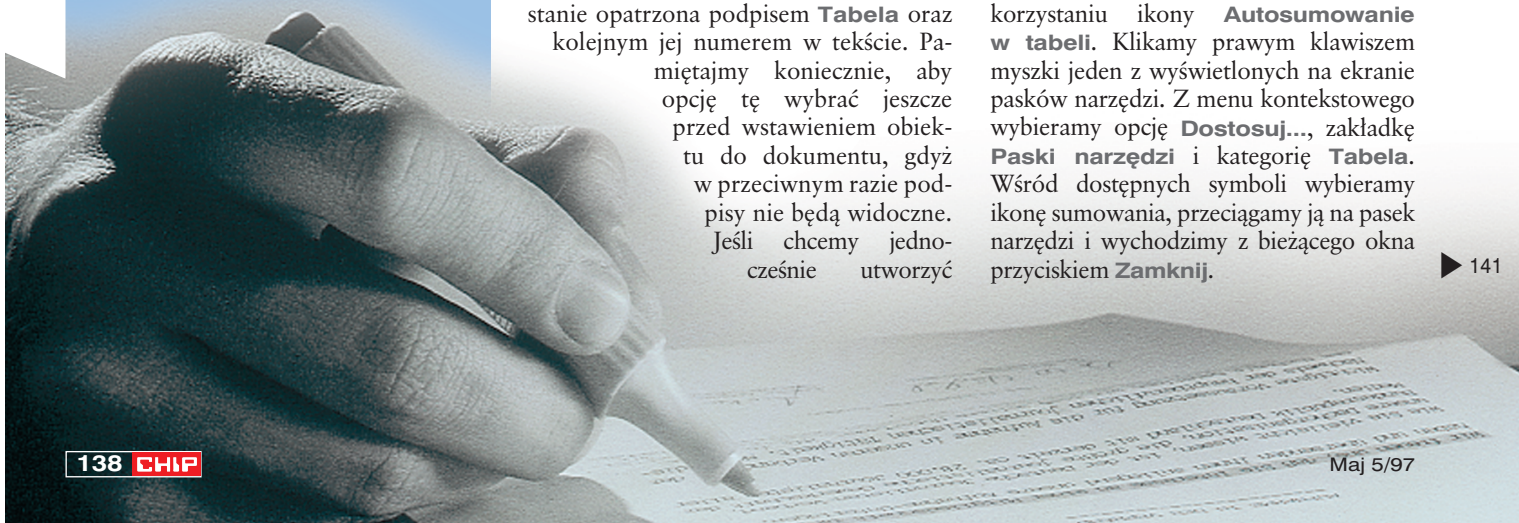 stanie opatrzona podpisem Tabela oraz
kolejnym jej numerem w tekście. Pa-
miętajmy koniecznie, aby
opcję tę wybrać jeszcze
przed wstawieniem obiek-
tu do dokumentu, gdyż
w przeciwnym razie pod-
pisy nie będą widoczne.
Jeśli chcemy jedno-
cześnie utworzyć
korzystaniu ikony Autosumowanie
w tabeli. Klikamy prawym klawiszem
myszki jeden z wyświetlonych na ekranie
pasków narzędzi. Z menu kontekstowego
wybieramy opcję Dostosuj..., zakładkę
Paski narzędzi i kategorię Tabela.
Wśród dostępnych symboli wybieramy
ikonę sumowania, przeciągamy ją na pasek
narzędzi i wychodzimy z bieżącego okna
przyciskiem Zamknij.
141
138 CHIP
Maj 5/97